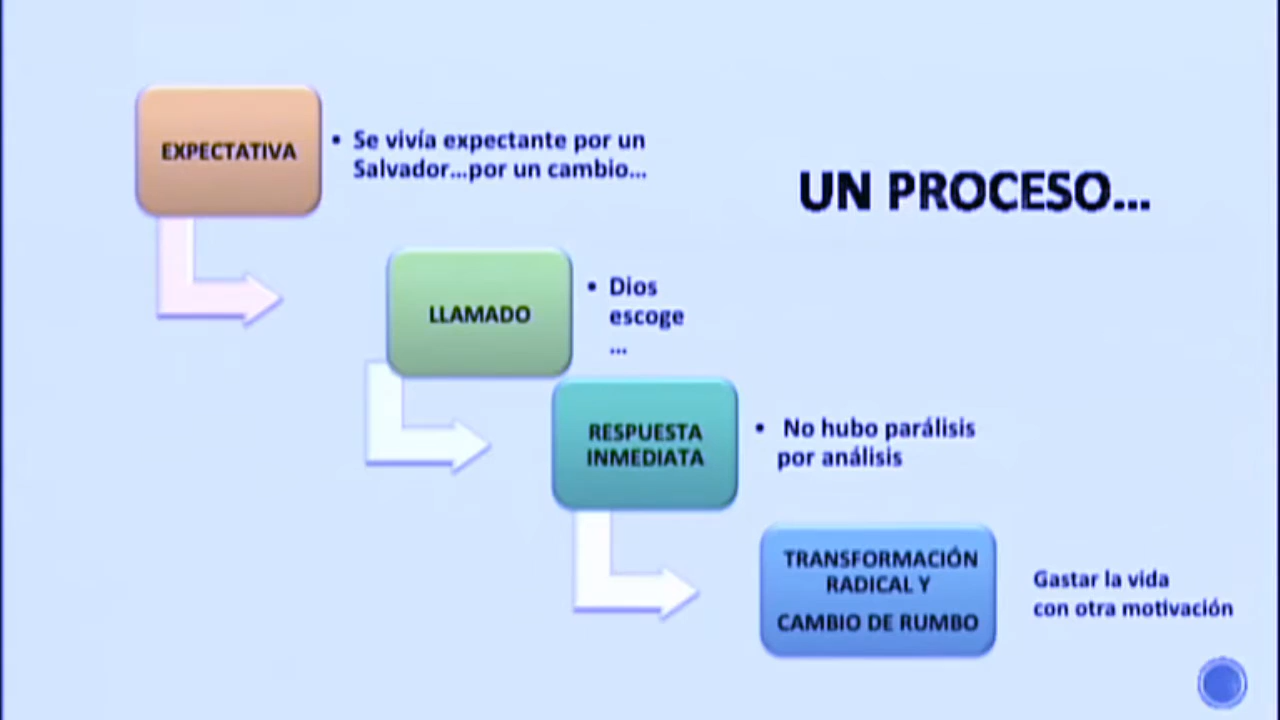 EXPECTATIVA
• Se vivía expectante por un
Salvador...por un cambio...
UN PROCESO...
LLAMADO
• Dios
escoge
...
RESPUESTA
INMEDIATA
• No hubo parálisis
por análisis
TRANSFORMACIÓN
RADICAL Y
CAMBIO DE RUMBO
Gastar la vida
con otra motivación